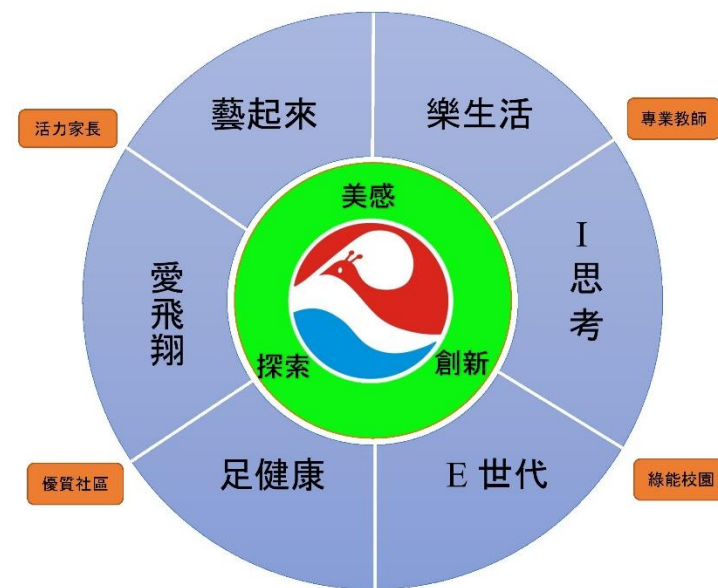 藝起來
樂生活
活力家長
專業教師
美感
I
思
考
愛
飛
翔
探索
創新
足健康
E 世代
優質社區
綠能校園